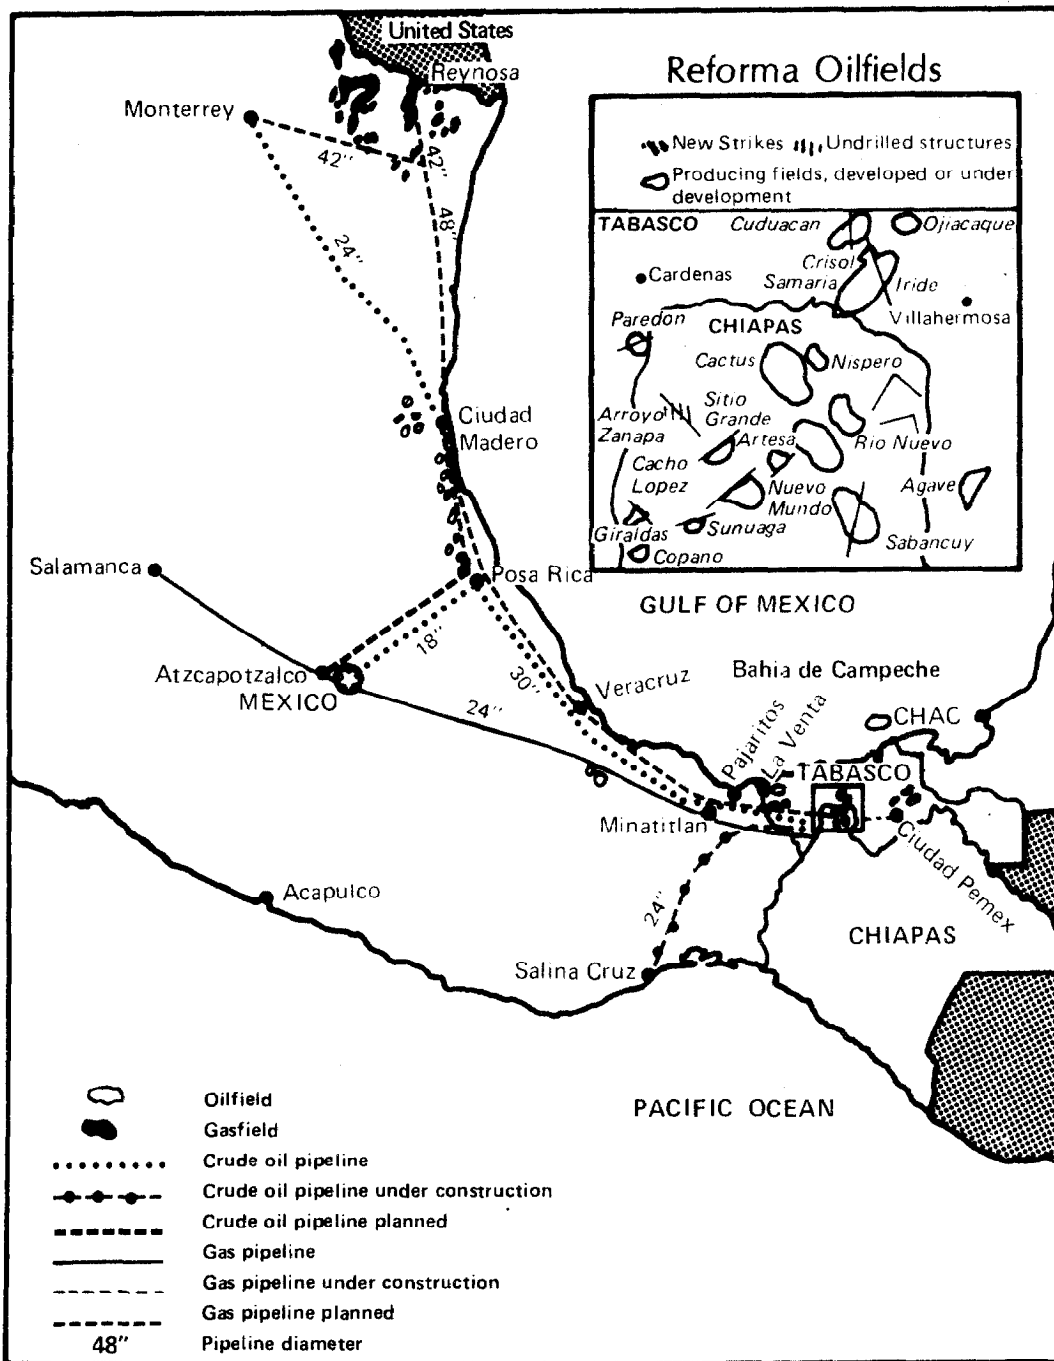 United States
Reynosa
Monterrey
42"
42"
48"
24"
Ciudad
Madero
Salamanca
Posa Rica
Atzcapotzalco
MEXICO
18"
30"
24"
Veracruz
Pajaritos
La Venta
Minatitlan
24"
Acapulco
Salina Cruz
Reforma Oilfields
New Strikes
Undrilled structures
Producing fields, developed or under
development
TABASCO
Cuduacan
Ojiacaque
Cardenas
Crisol
Samaria
Iride
Villahermosa
Paredon
CHIAPAS
Cactus
Nispero
Arroyo
Zanapa
Sitio
Grande
Artesa
Rio Nuevo
Cacho
Lopez
Nuevo
Mundo
Agave
Giraldas
Sunuaga
Copano
Sabancuy
GULF OF MEXICO
Bahia de Campeche
CHAC
TABASCO
Ciudad Pemex
CHIAPAS
PACIFIC OCEAN
Oilfield
Gasfield
Crude oil pipeline
Crude oil pipeline under construction
Crude oil pipeline planned
Gas pipeline
Gas pipeline under construction
Gas pipeline planned
48" Pipeline diameter